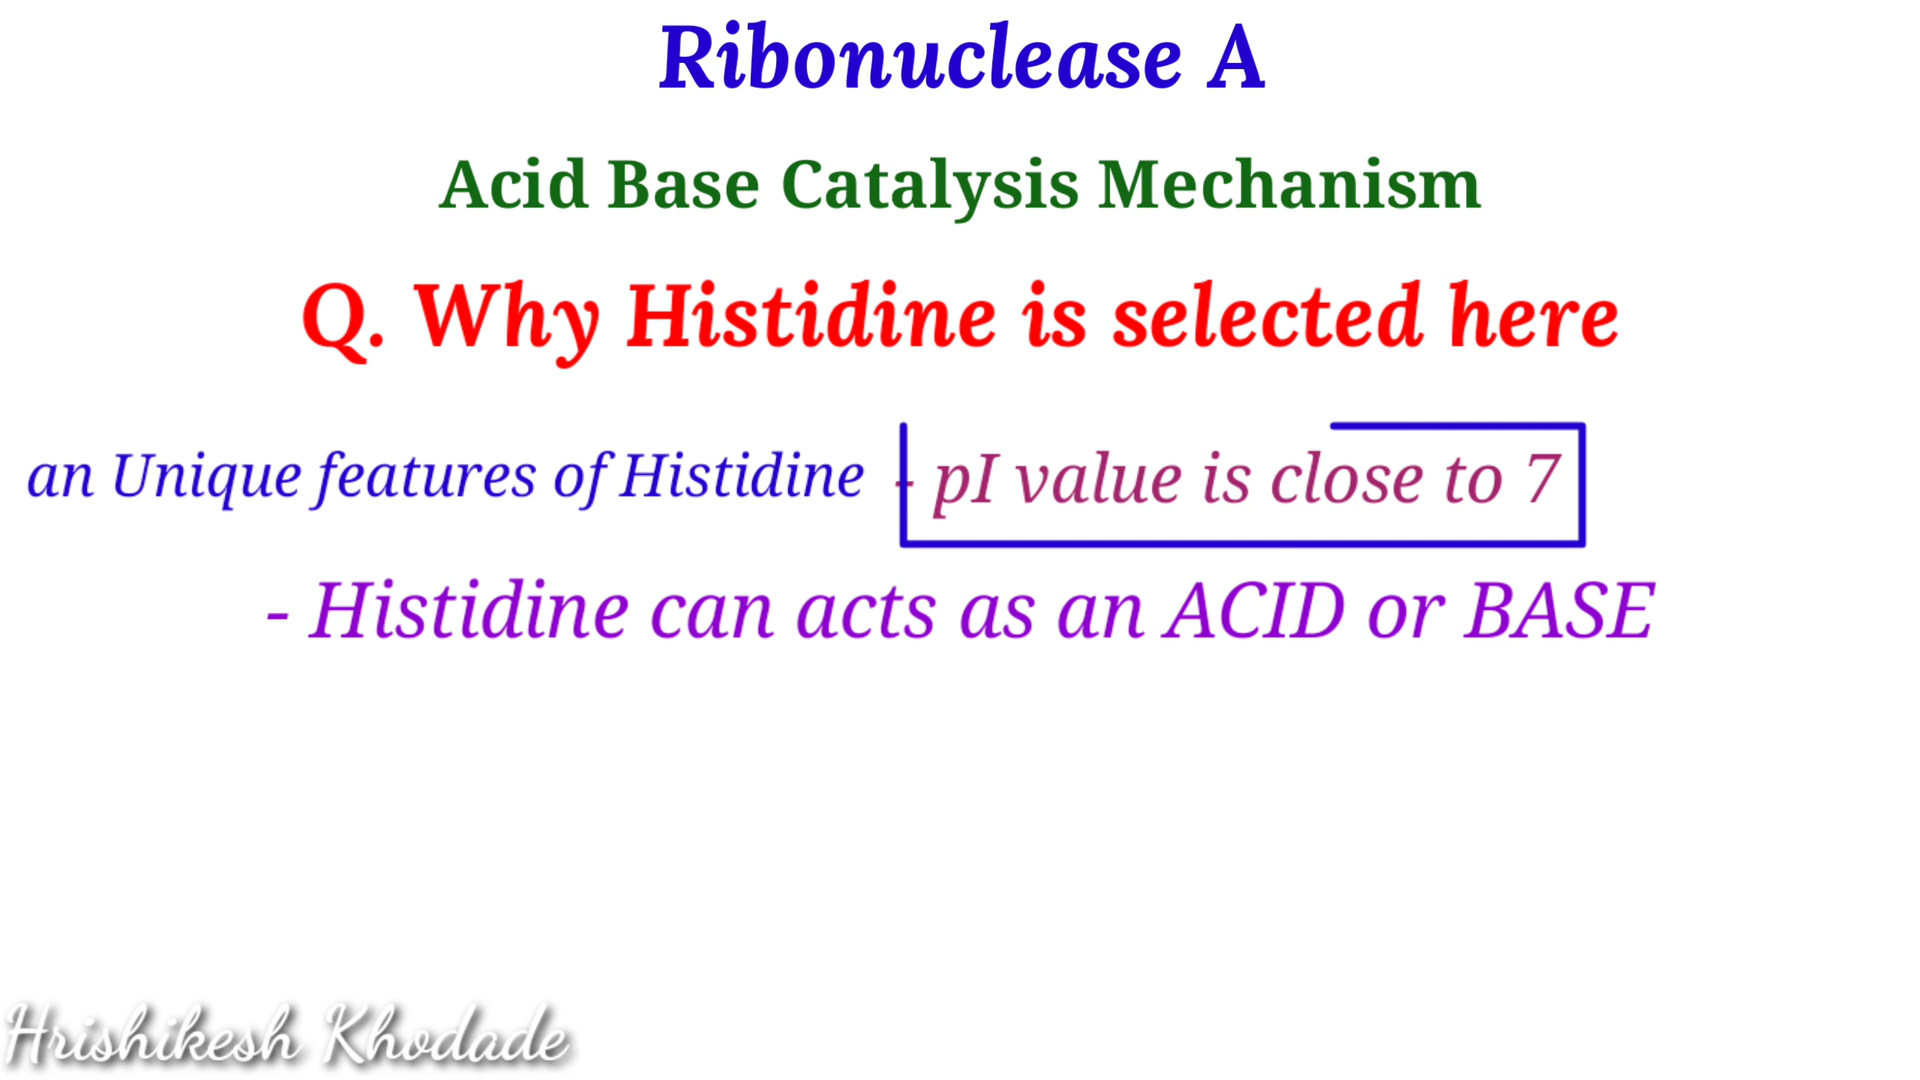 Ribonuclease A
Acid Base Catalysis Mechanism
Q. Why Histidine is selected here
an Unique features of Histidine - pI value is close to 7
- Histidine can acts as an ACID or BASE
Hrishikesh Khodade